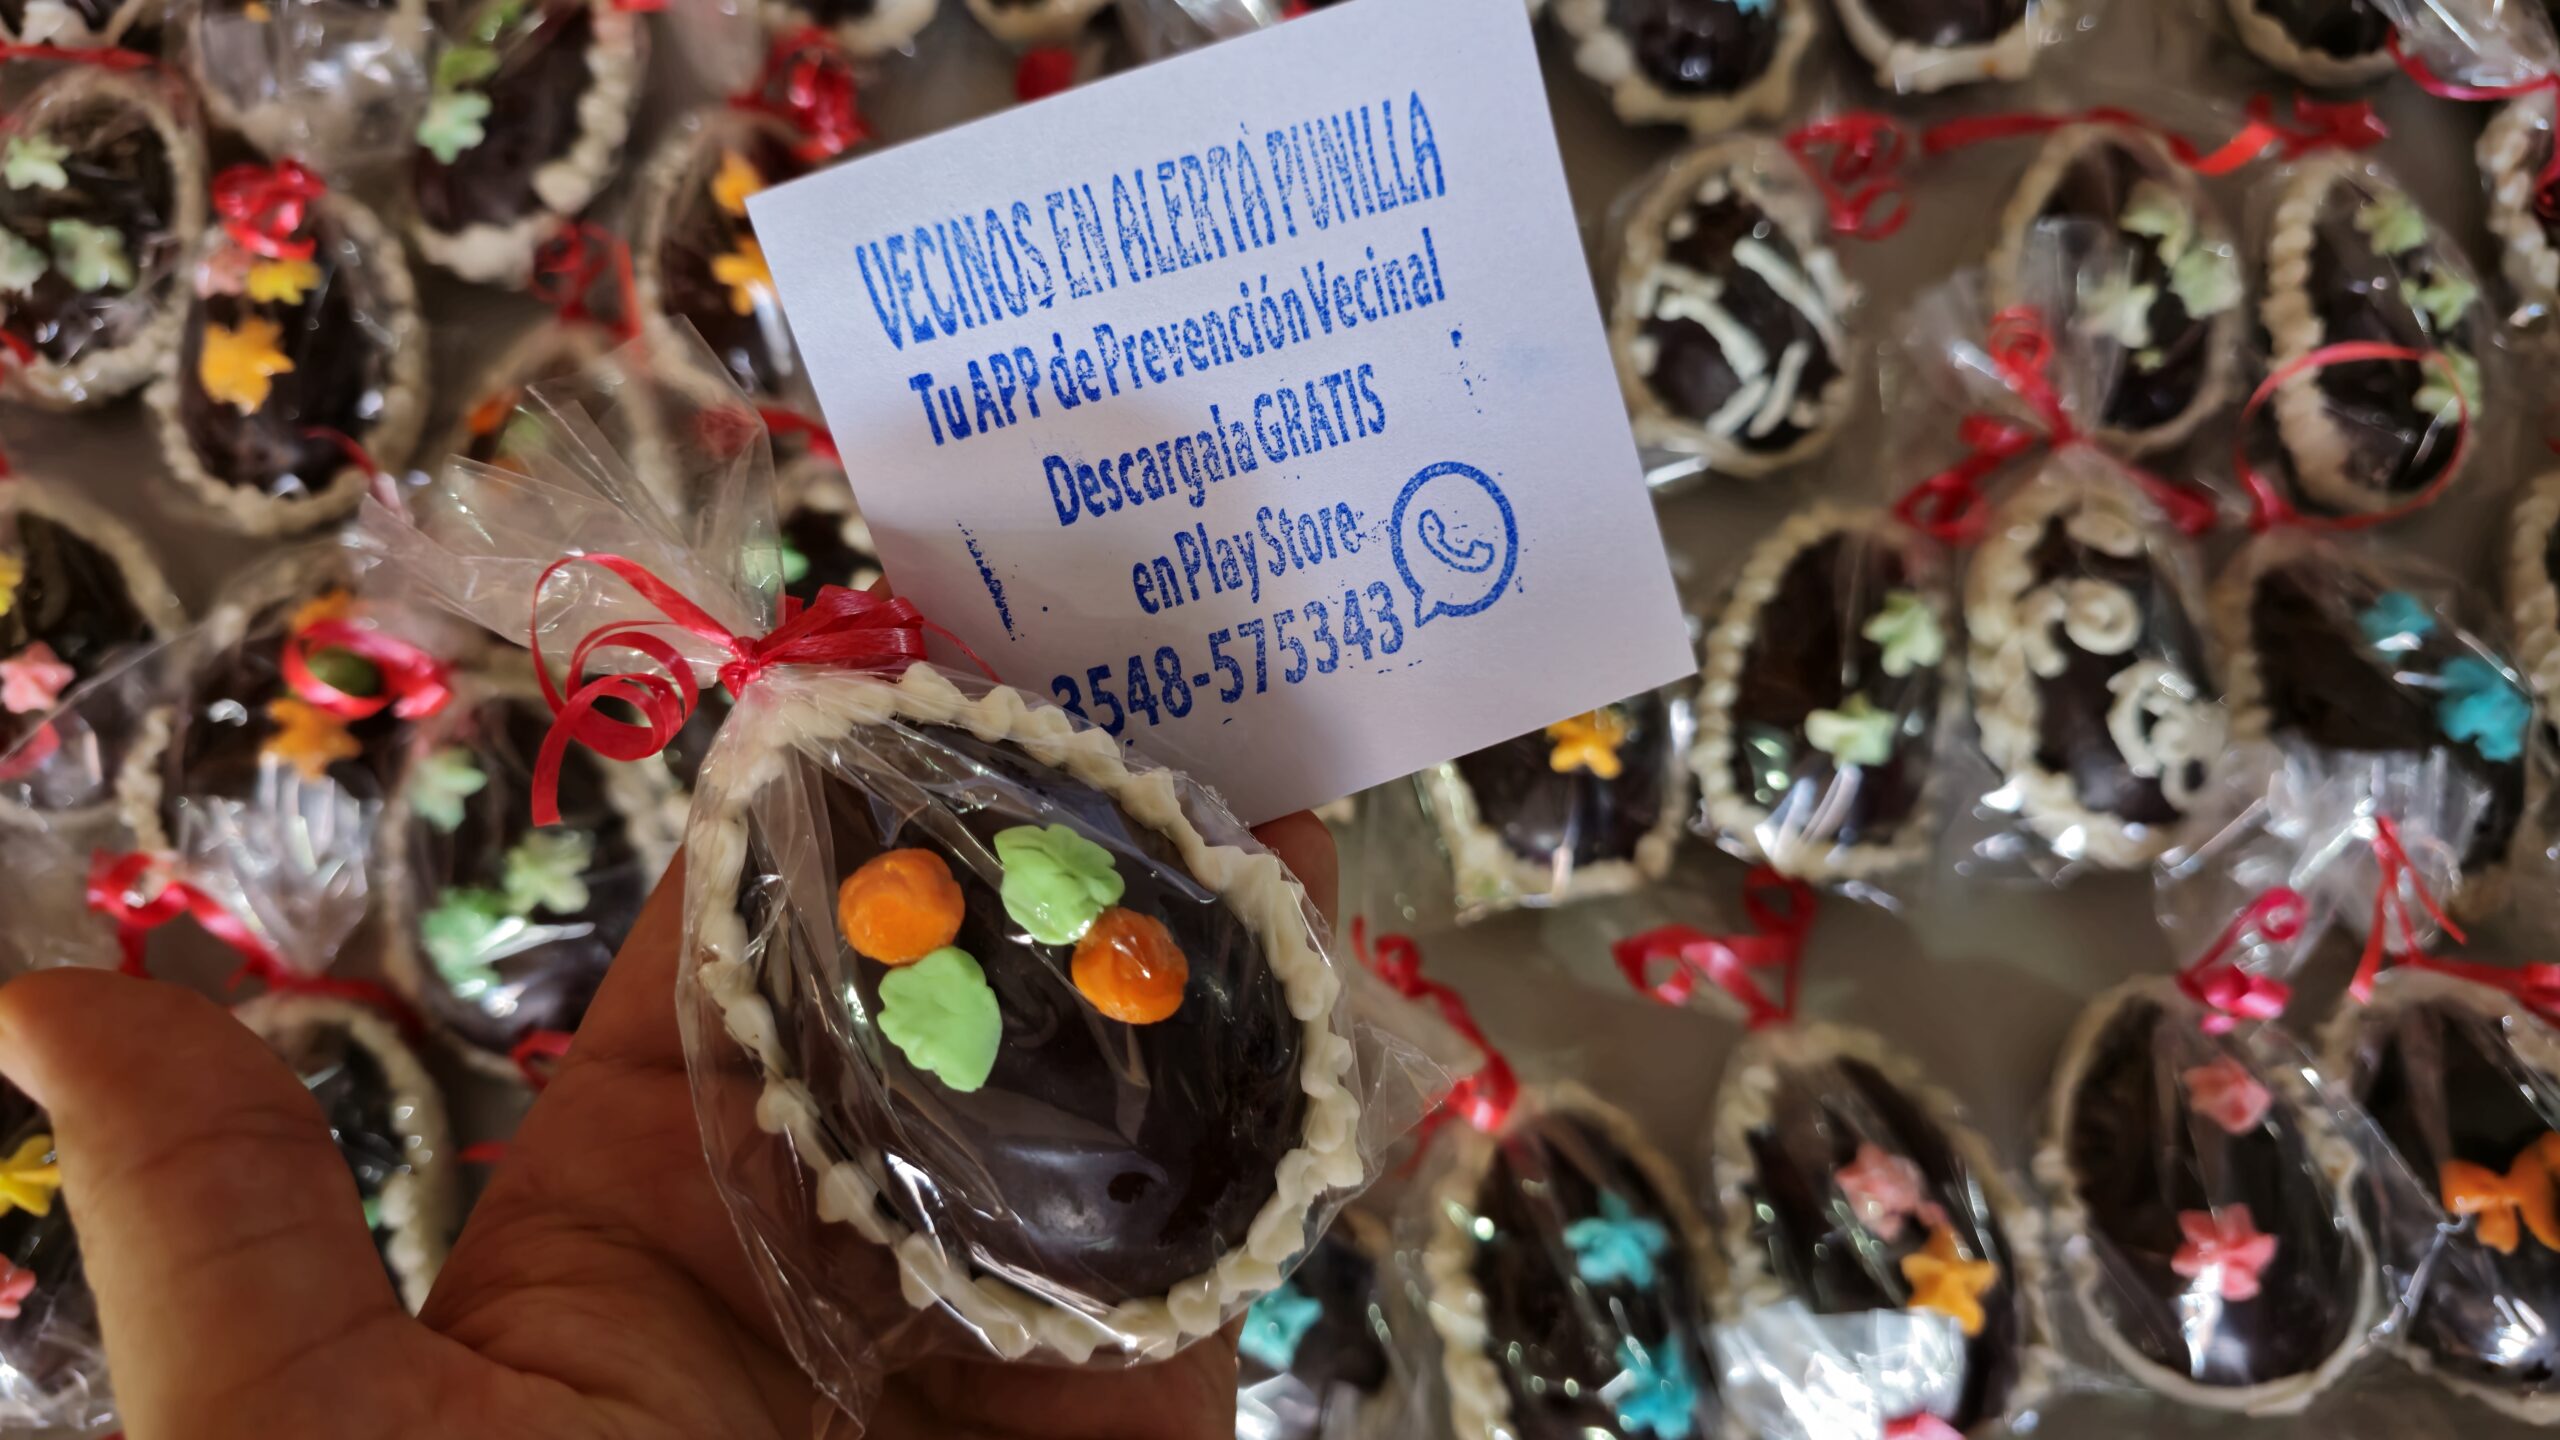 VECINOS EN ALERTA PUNILLA
Tu APP de Prevención Vecinal
Descargala GRATIS
en Play Store
3548-575343